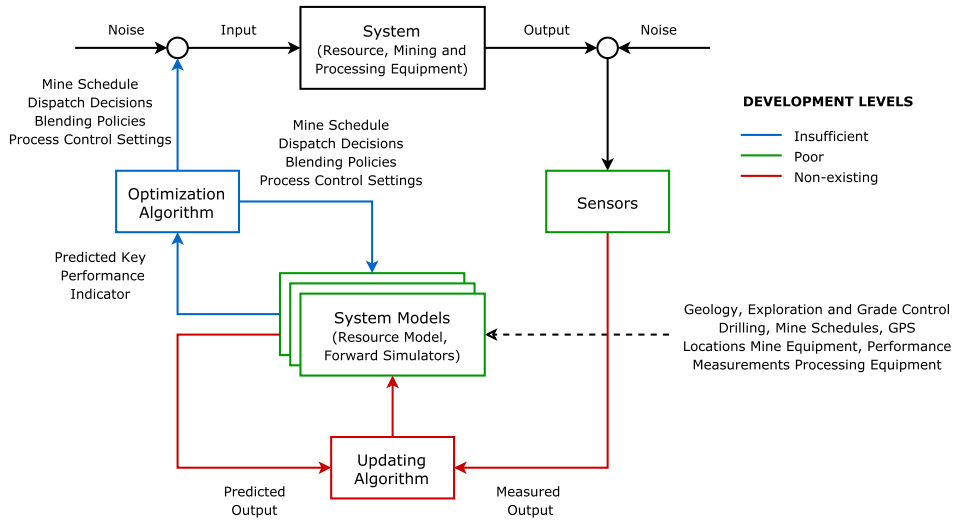 Noise
Input
System
(Resource, Mining and
Processing Equipment)
Output
Noise
Mine Schedule
Dispatch Decisions
Blending Policies
Process Control Settings
Mine Schedule
Dispatch Decisions
Blending Policies
Process Control Settings
DEVELOPMENT LEVELS
Insufficient
Poor
Non-existing
Optimization
Algorithm
Sensors
Predicted Key
Performance
Indicator
System Models
(Resource Model,
Forward Simulators)
Geology, Exploration and Grade Control
Drilling, Mine Schedules, GPS
Locations Mine Equipment, Performance
Measurements Processing Equipment
Updating
Algorithm
Predicted
Output
Measured
Output